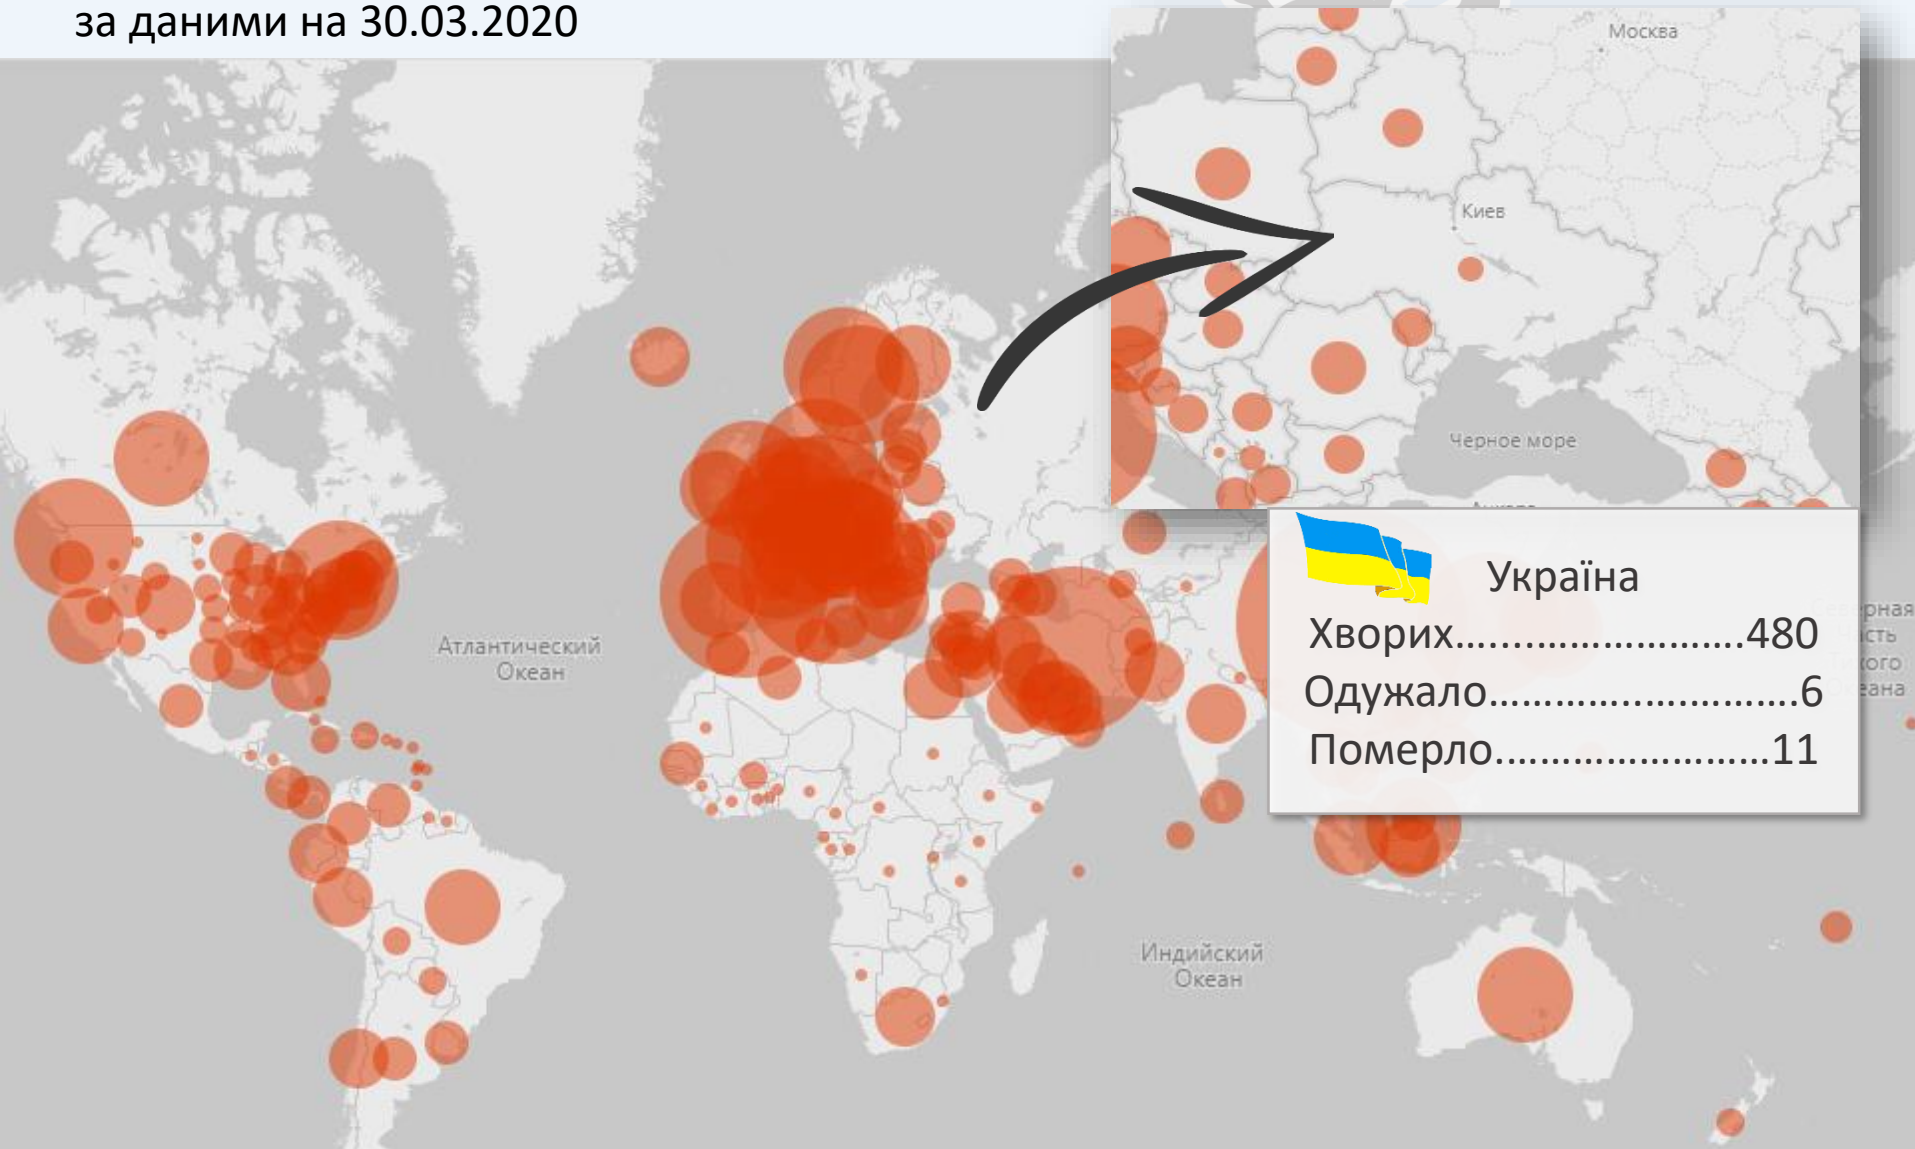 за даними на 30.03.2020
Москва
Киев
Черное море
Атлантический
Океан
Україна
Хворих............................480
Одужало..............................6
Померло..........................11
Индийский
Океан